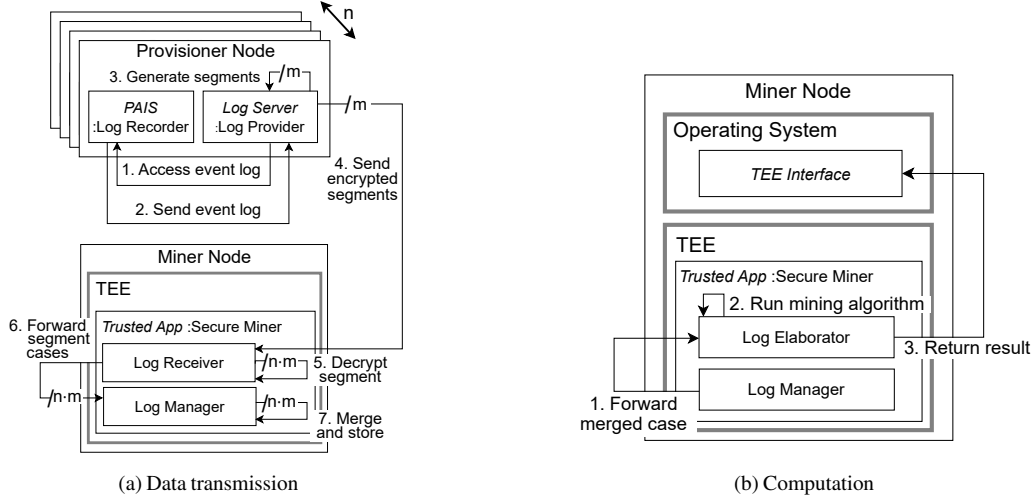 n
Provisioner Node
3. Generate segments
/m
PAIS
:Log Recorder
Log Server
:Log Provider
/m
1. Access event log
2. Send event log
4. Send
encrypted
segments
Miner Node
TEE
Trusted App :Secure Miner
6. Forward
segment
cases
Log Receiver
/n·m
5. Decrypt
segment
/n·m
Log Manager
/n·m
7. Merge
and store
(a) Data transmission
Miner Node
Operating System
TEE Interface
TEE
Trusted App :Secure Miner
2. Run mining algorithm
Log Elaborator
3. Return result
Log Manager
1. Forward
merged case
(b) Computation